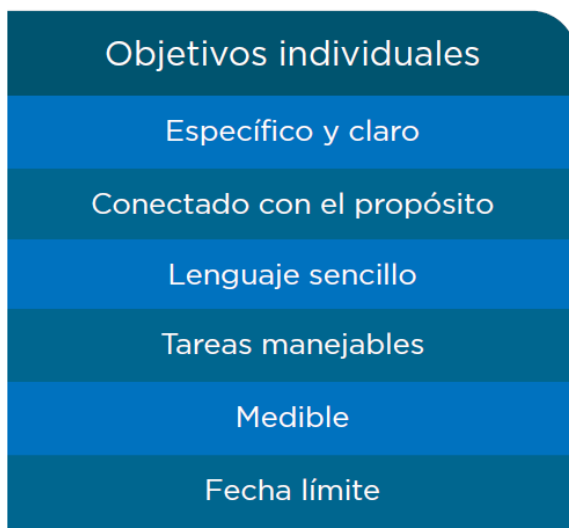 Objetivos individuales
Específico y claro
Conectado con el propósito
Lenguaje sencillo
Tareas manejables
Medible
Fecha límite